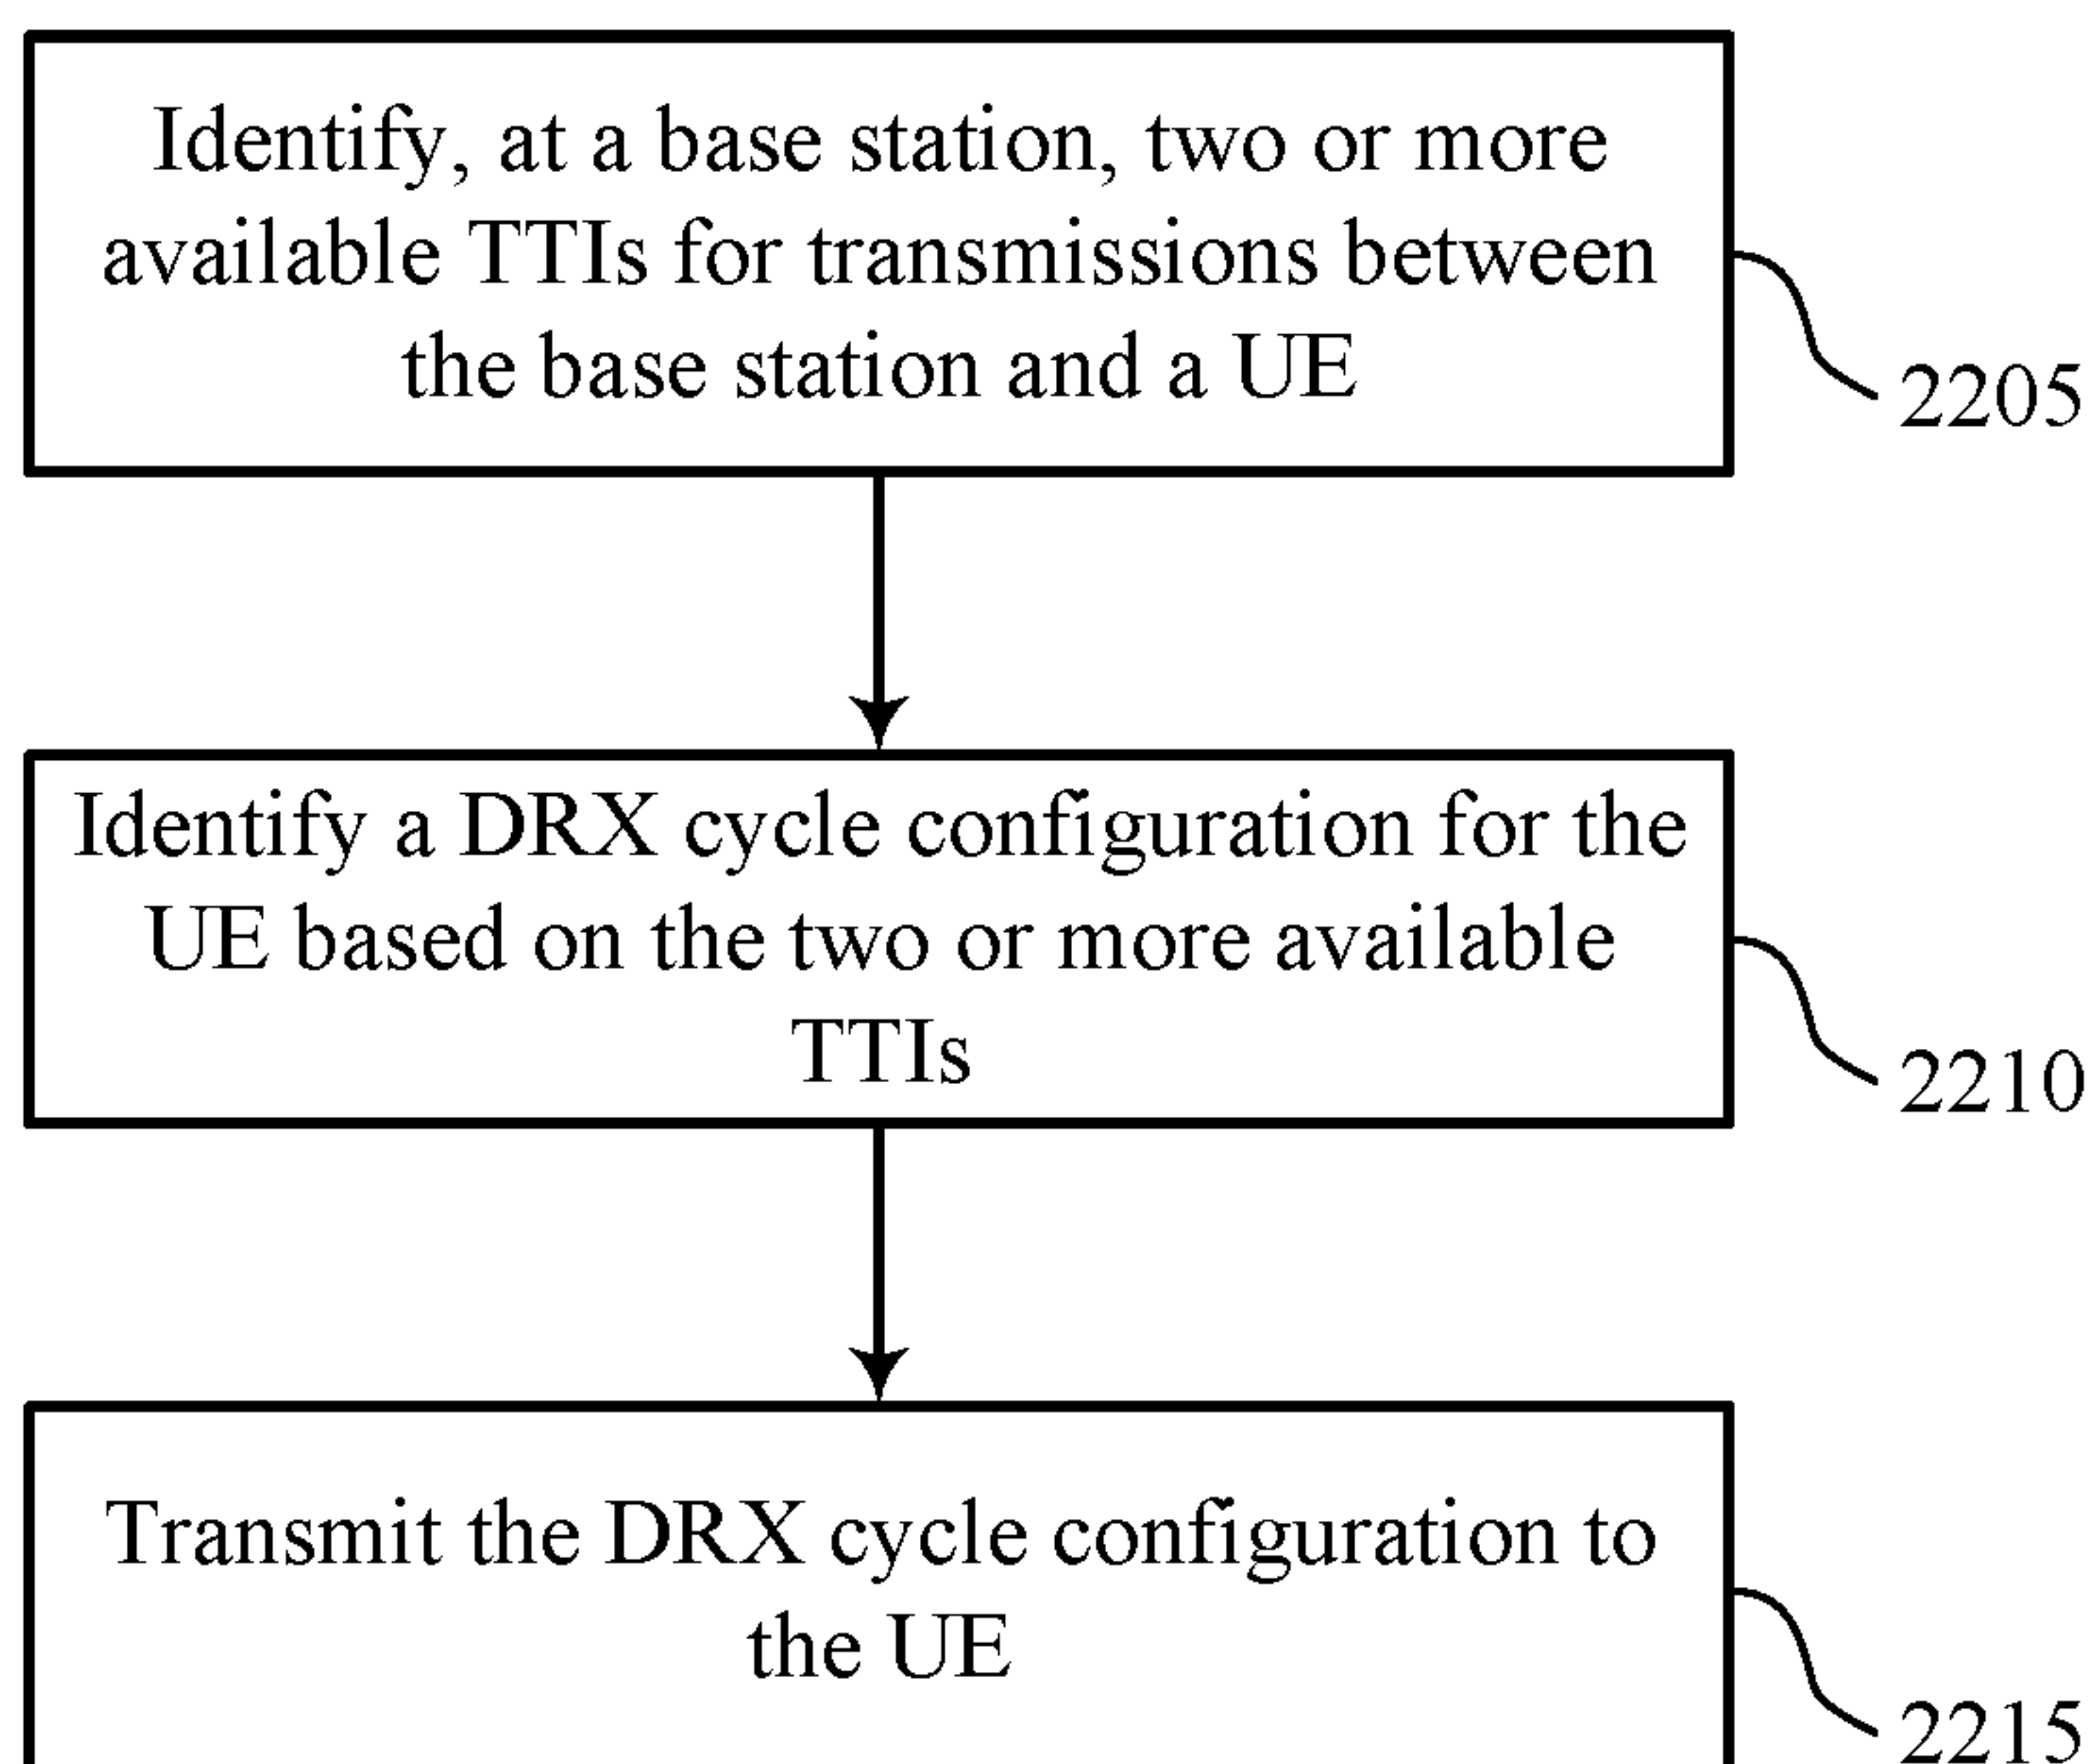 Identify, at a base station, two or more
available TTIs for transmissions between
the base station and a UE
2205
Identify a DRX cycle configuration for the
UE based on the two or more available
TTIs
2210
Transmit the DRX cycle configuration to
the UE
2215